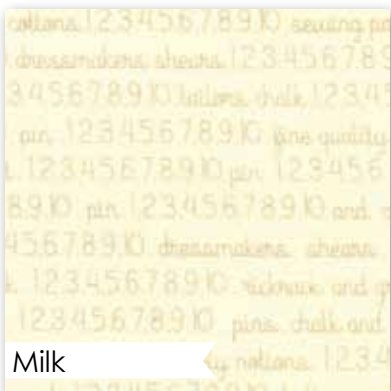 notions. 1 2 3 4 5 6 7 8 9 10 sewing
dressmakers shears. 1 2 3 4 5 6 7 8 9
3 4 5 6 7 8 9 10 tailors chalk. 1 2 3 4
pin. 1 2 3 4 5 6 7 8 9 10 fine quality
1 2 3 4 5 6 7 8 9 10 pin. 1 2 3 4 5 6
8 9 10 pin. 1 2 3 4 5 6 7 8 9 10 and
4 5 6 7 8 9 10 dressmakers shears
1 2 3 4 5 6 7 8 9 10 rickrack and
1 2 3 4 5 6 7 8 9 10 pins. chalk and
Milk notions. 1 2 3 4